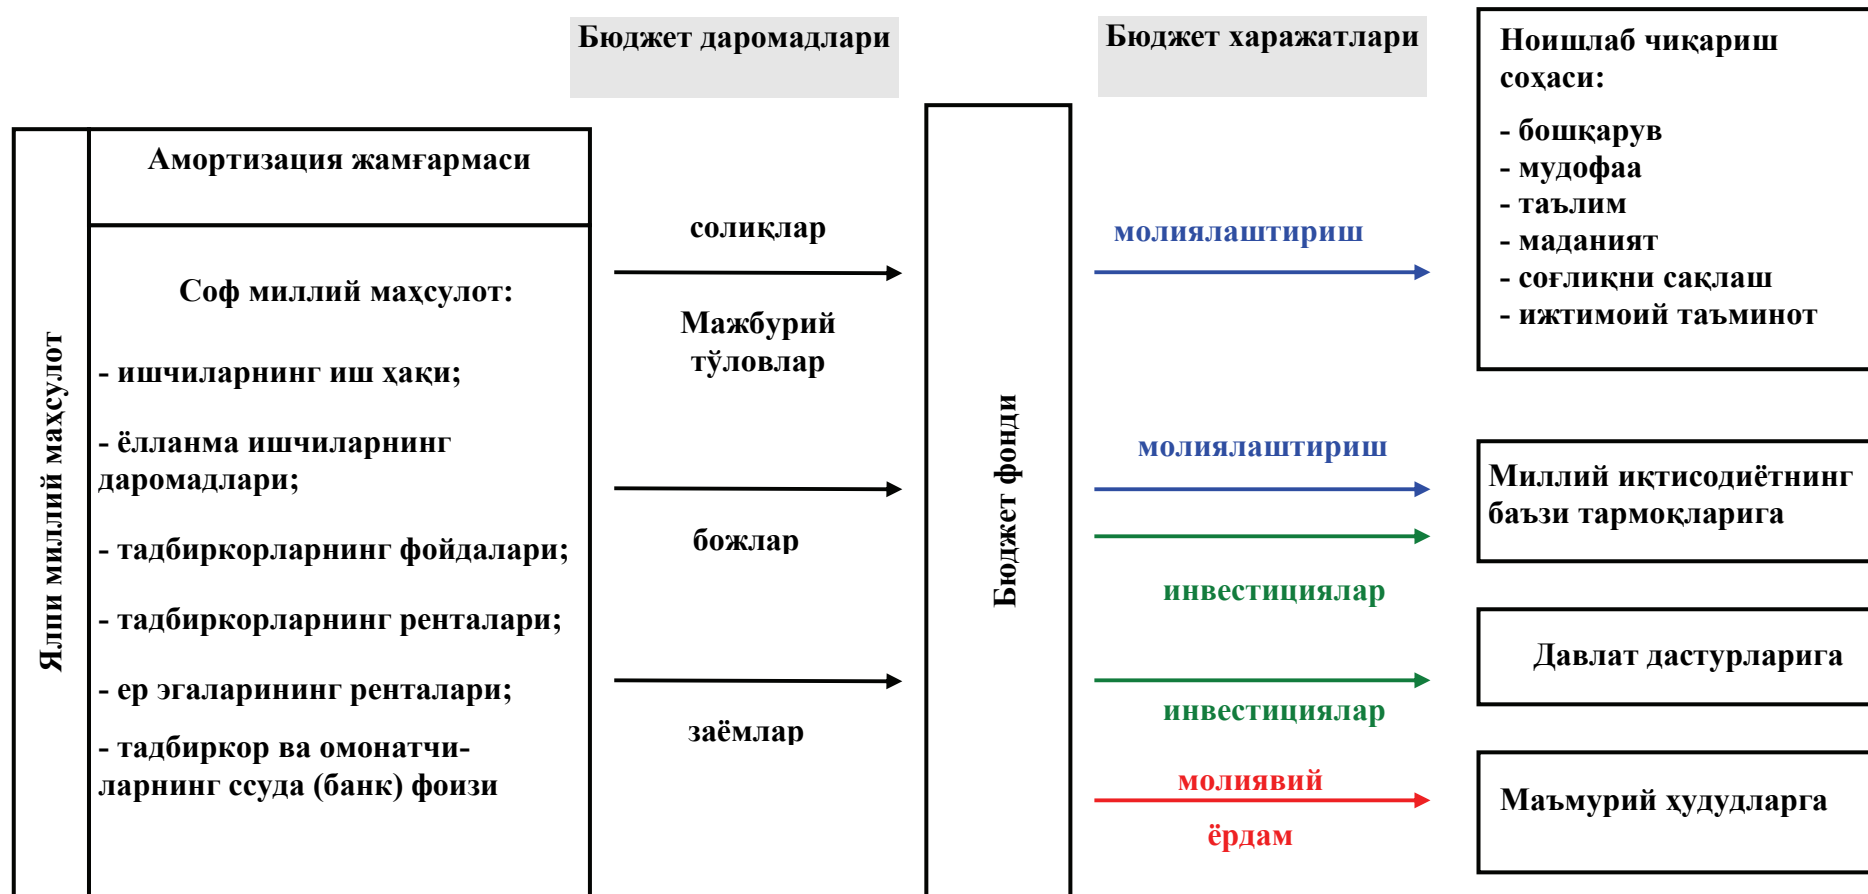 Бюджет даромадлари
Бюджет харажатлари
Ялпи миллий маҳсулот
Амортизация жамғармаси
Соф миллий маҳсулот:
- ишчиларнинг иш ҳақи;
- ёлланма ишчиларнинг
даромадлари;
- тадбиркорларнинг фойдалари;
- тадбиркорларнинг ренталари;
- ер эгаларининг ренталари;
- тадбиркор ва омонатчи-
ларнинг ссуда (банк) фоизи
солиқлар
Мажбурий
тўловлар
божлар
заёмлар
Бюджет фонди
молиялаштириш
молиялаштириш
инвестициялар
инвестициялар
молиявий
ёрдам
Ноишлаб чиқариш
соҳаси:
- бошқарув
- мудофаа
- таълим
- маданият
- соғлиқни сақлаш
- ижтимоий таъминот
Миллий иқтисодиётнинг
баъзи тармоқларига
Давлат дастурларига
Маъмурий ҳудудларга